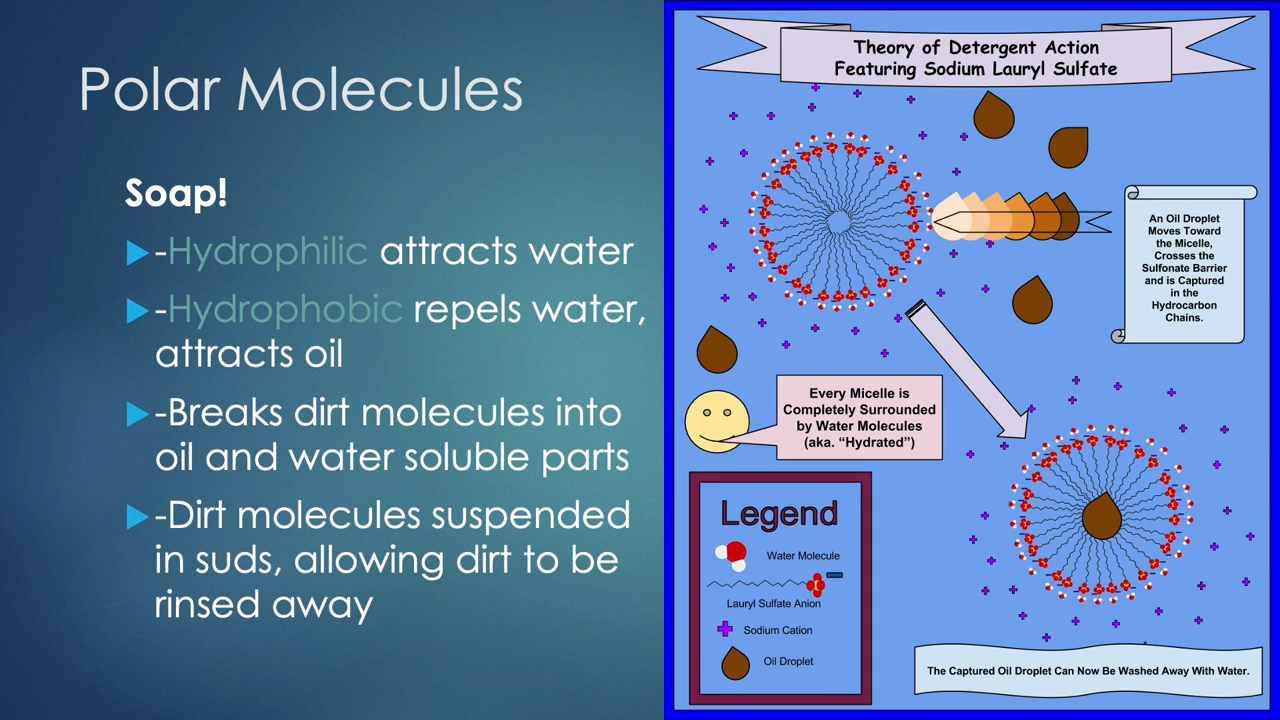 Polar Molecules
Soap!
-Hydrophilic attracts water
-Hydrophobic repels water,
attracts oil
-Breaks dirt molecules into
oil and water soluble parts
-Dirt molecules suspended
in suds, allowing dirt to be
rinsed away
Theory of Detergent Action
Featuring Sodium Lauryl Sulfate
An Oil Droplet
Moves Toward
the Micelle,
Crosses the
Sulfonate Barrier
and is Captured
in the
Hydrocarbon
Chains.
Every Micelle is
Completely Surrounded
by Water Molecules
(aka. “Hydrated”)
Legend
Water Molecule
Lauryl Sulfate Anion
Sodium Cation
Oil Droplet
The Captured Oil Droplet Can Now Be Washed Away With Water.